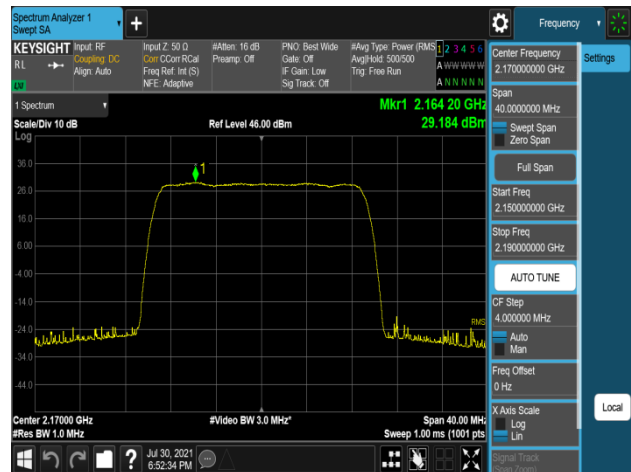 Spectrum Analyzer 1
Swept SA
+
Frequency
KEYSIGHT
RL
LXI
Input: RF
Coupling: DC
Align: Auto
Input Z: 50 Ω
Corr CCorr RCal
Freq Ref: Int (S)
NFE: Adaptive
#Atten: 16 dB
Preamp: Off
PNO: Best Wide
Gate: Off
IF Gain: Low
Sig Track: Off
#Avg Type: Power (RMS
Avg|Hold: 500/500
Trig: Free Run
1 2 3 4 5 6
A W W W W W
A N N N N N
1 Spectrum
Scale/Div 10 dB
Ref Level 46.00 dBm
Mkr1 2.164 20 GHz
29.184 dBm
Log
1
36.0
26.0
16.0
6.00
-4.00
-14.0
-24.0
-34.0
-44.0
RMS
Center 2.17000 GHz
#Res BW 1.0 MHz
#Video BW 3.0 MHz*
Span 40.00 MHz
Sweep 1.00 ms (1001 pts
?
Jul 30, 2021
6:52:34 PM
Center Frequency
2.170000000 GHz
Span
40.0000000 MHz
Swept Span
Zero Span
Full Span
Start Freq
2.150000000 GHz
Stop Freq
2.190000000 GHz
AUTO TUNE
CF Step
4.000000 MHz
Auto
Man
Freq Offset
0 Hz
X Axis Scale
Log
Lin
Signal Track
(Span Zoom)
Settings
Local